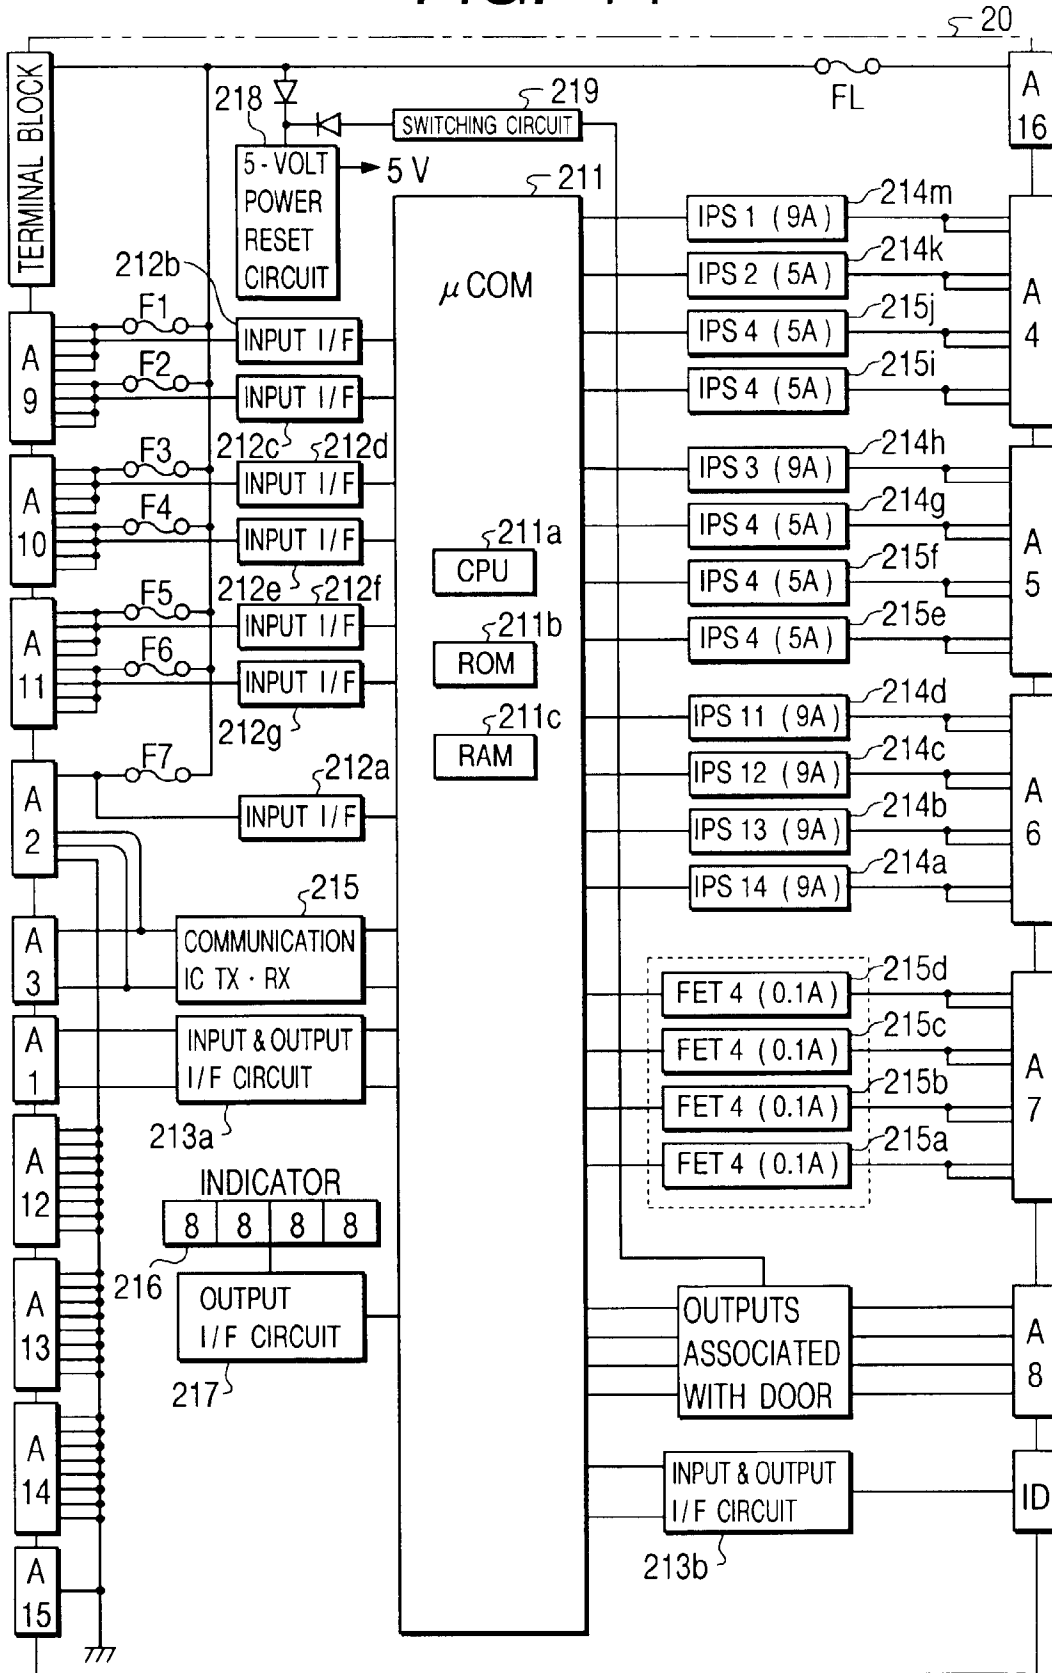 20
TERMINAL BLOCK
FL
A
16
218
219
SWITCHING CIRCUIT
5-VOLT
POWER
RESET
CIRCUIT
5 V
211
μCOM
212b
A
9
F1
INPUT I/F
F2
INPUT I/F
212c
212d
A
10
F3
INPUT I/F
F4
INPUT I/F
212e
212f
A
11
F5
INPUT I/F
F6
INPUT I/F
212g
A
2
F7
212a
INPUT I/F
211a
CPU
211b
ROM
211c
RAM
A
3
215
COMMUNICATION
IC TX · RX
A
1
INPUT & OUTPUT
I/F CIRCUIT
213a
A
12
INDICATOR
8 8 8 8
216
A
13
OUTPUT
I/F CIRCUIT
217
A
14
A
15
IPS 1 (9A)
214m
IPS 2 (5A)
214k
IPS 4 (5A)
215j
IPS 4 (5A)
215i
A
4
IPS 3 (9A)
214h
IPS 4 (5A)
214g
IPS 4 (5A)
215f
IPS 4 (5A)
215e
A
5
IPS 11 (9A)
214d
IPS 12 (9A)
214c
IPS 13 (9A)
214b
IPS 14 (9A)
214a
A
6
FET 4 (0.1A)
215d
FET 4 (0.1A)
215c
FET 4 (0.1A)
215b
FET 4 (0.1A)
215a
A
7
OUTPUTS
ASSOCIATED
WITH DOOR
A
8
INPUT & OUTPUT
I/F CIRCUIT
213b
ID